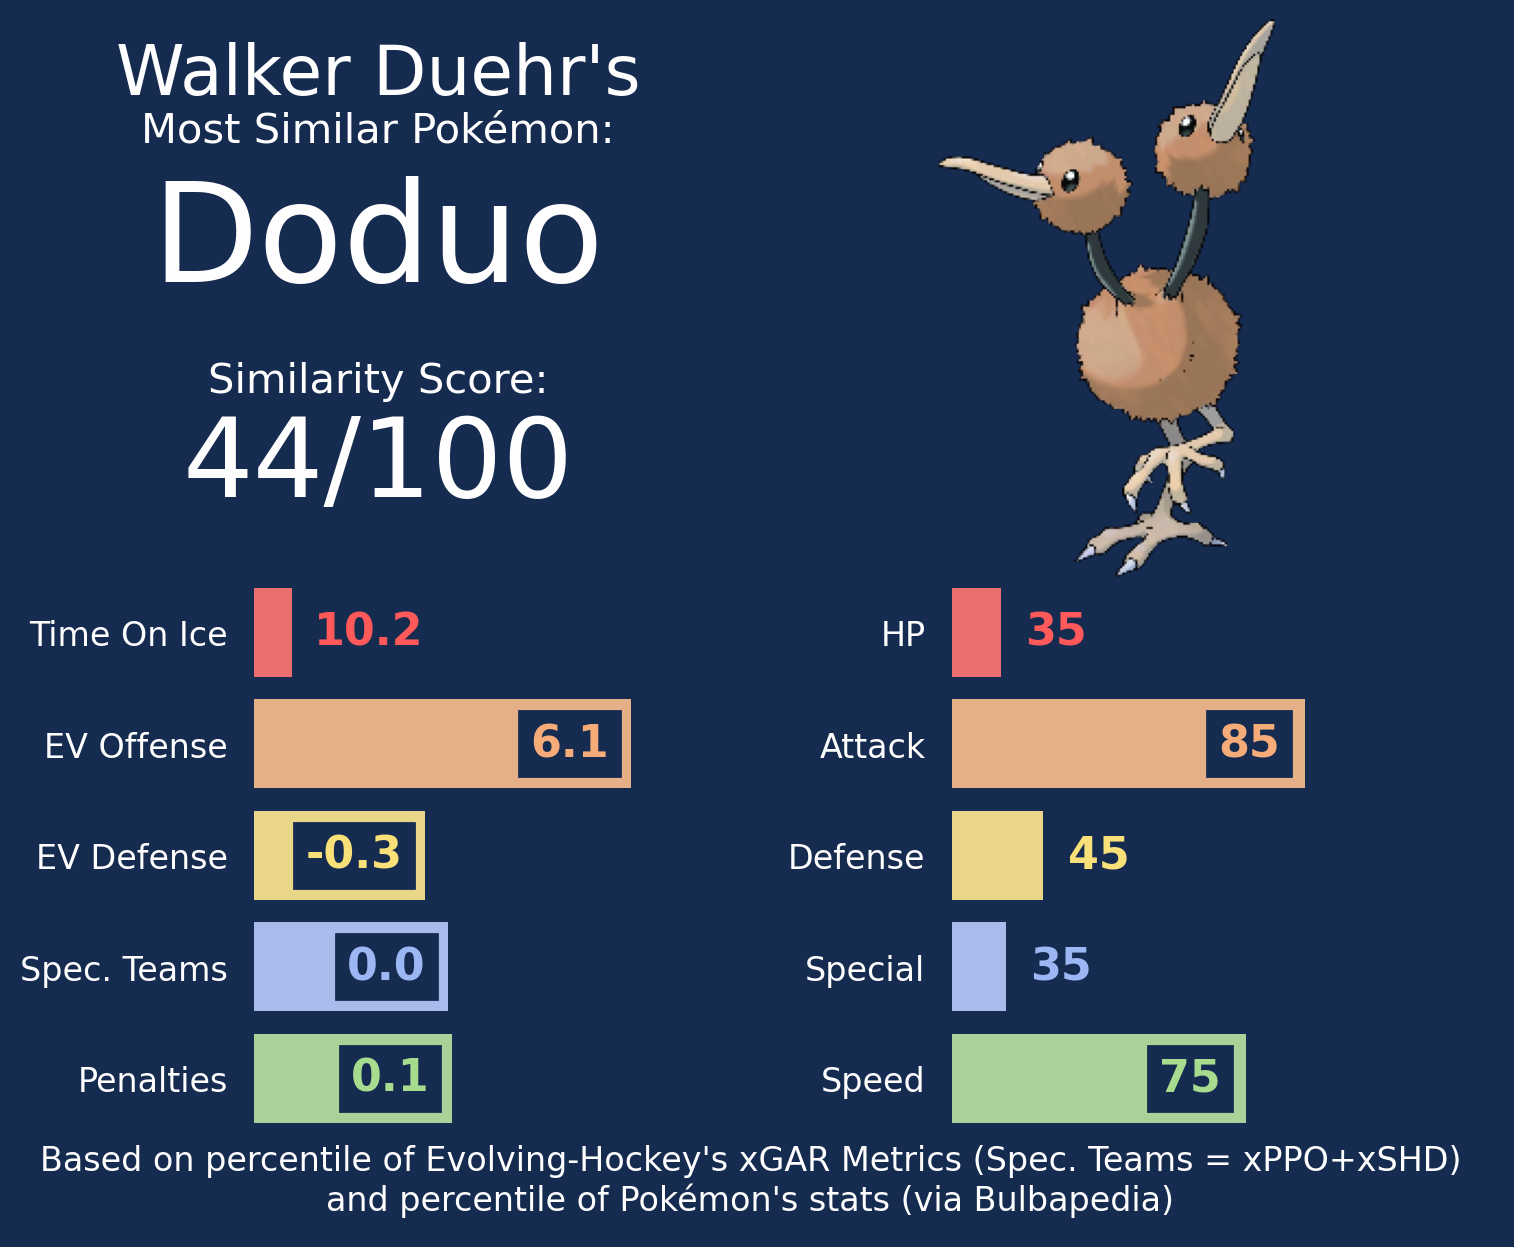 Walker Duehr's
Most Similar Pokémon:
Doduo
Similarity Score:
44/100
Time On Ice 10.2
EV Offense 6.1
EV Defense -0.3
Spec. Teams 0.0
Penalties 0.1
HP 35
Attack 85
Defense 45
Special 35
Speed 75
Based on percentile of Evolving-Hockey's xGAR Metrics (Spec. Teams = xPPO+xSHD)
and percentile of Pokémon's stats (via Bulbapedia)